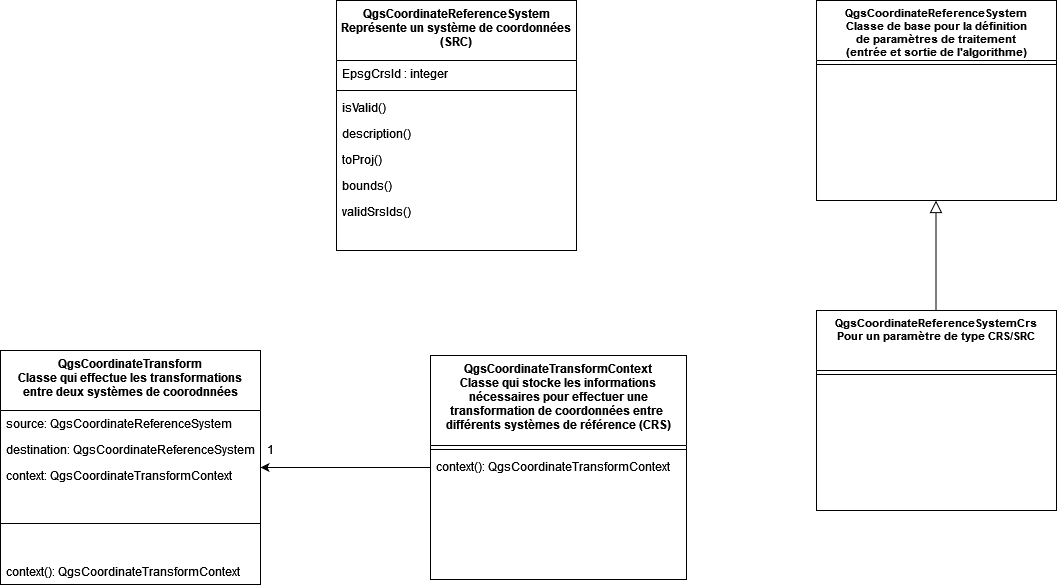 QgsCoordinateReferenceSystem
Représente un système de coordonnées
(SRC)
EpsgCrsId : integer
isValid()
description()
toProj()
bounds()
validSrsIds()
QgsCoordinateReferenceSystem
Classe de base pour la définition
de paramètres de traitement
(entrée et sortie de l'algorithme)
QgsCoordinateReferenceSystemCrs
Pour un paramètre de type CRS/SRC
QgsCoordinateTransform
Classe qui effectue les transformations
entre deux systèmes de coorodnnées
source: QgsCoordinateReferenceSystem
destination: QgsCoordinateReferenceSystem
context: QgsCoordinateTransformContext
context(): QgsCoordinateTransformContext
1
QgsCoordinateTransformContext
Classe qui stocke les informations
nécessaires pour effectuer une
transformation de coordonnées entre
différents systèmes de référence (CRS)
context(): QgsCoordinateTransformContext